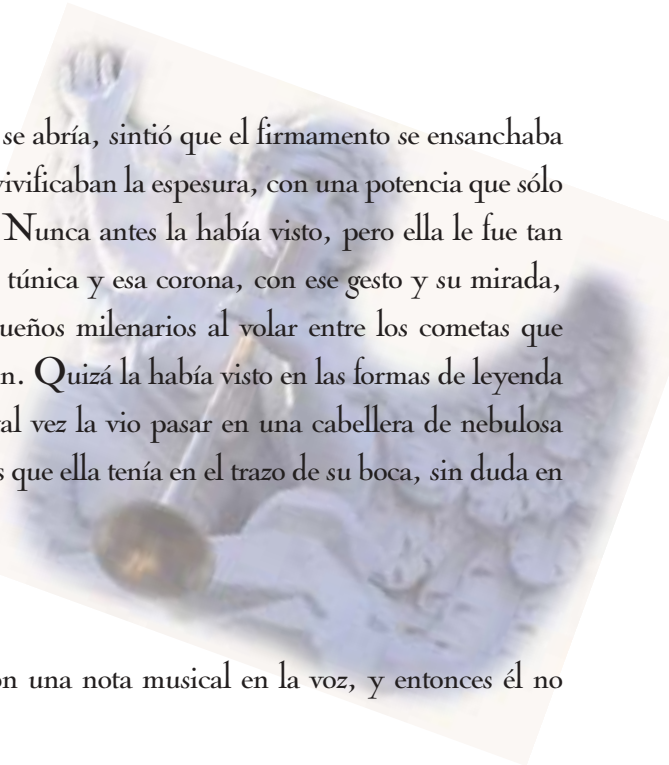 se abría, sintió que el firmamento se ensanchaba
vivificaban la espesura, con una potencia que sólo
Nunca antes la había visto, pero ella le fue tan
túnica y esa corona, con ese gesto y su mirada,
ueños milenarios al volar entre los cometas que
n. Quizá la había visto en las formas de leyenda
al vez la vio pasar en una cabellera de nebulosa
s que ella tenía en el trazo de su boca, sin duda en
on una nota musical en la voz, y entonces él no